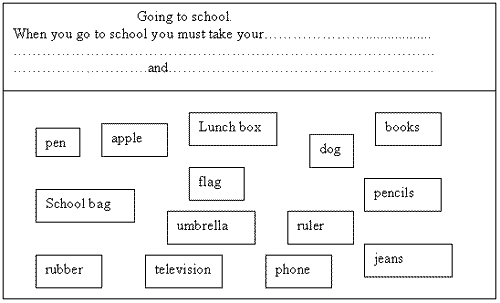 Going to school.
When you go to school you must take your…………………..................
……………………………………………………………………………
……………………….and……………………………………………
pen
apple
Lunch box
dog
books
School bag
flag
umbrella
ruler
pencils
rubber
television
phone
jeans